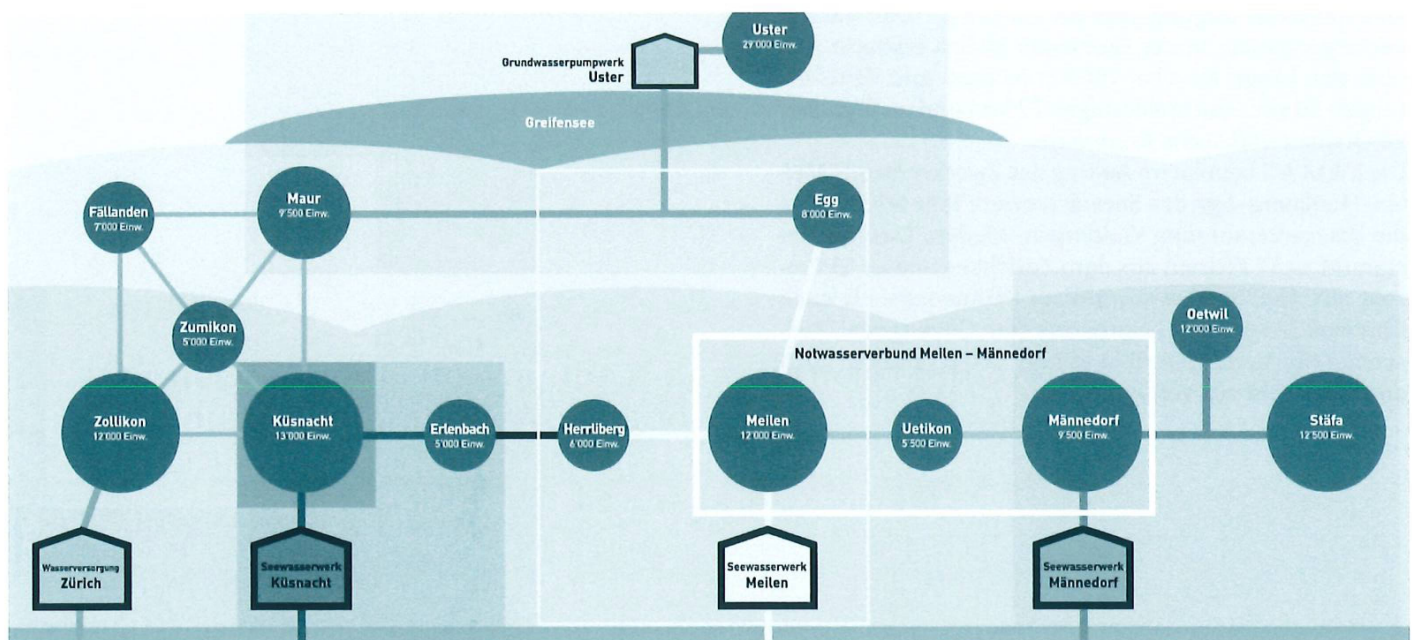 Uster
29'000 Einw.
Grundwasserpumpwerk
Uster
Greifensee
Fällanden
7'000 Einw.
Maur
9'500 Einw.
Egg
8'000 Einw.
Zumikon
5'000 Einw.
Oetwil
12'000 Einw.
Notwasserverbund Meilen – Männedorf
Zollikon
12'000 Einw.
Küsnacht
13'000 Einw.
Erlenbach
5'000 Einw.
Herrliberg
6'000 Einw.
Meilen
12'000 Einw.
Uetikon
5'500 Einw.
Männedorf
9'500 Einw.
Stäfa
12'500 Einw.
Wasserversorgung
Zürich
Seewasserwerk
Küsnacht
Seewasserwerk
Meilen
Seewasserwerk
Männedorf